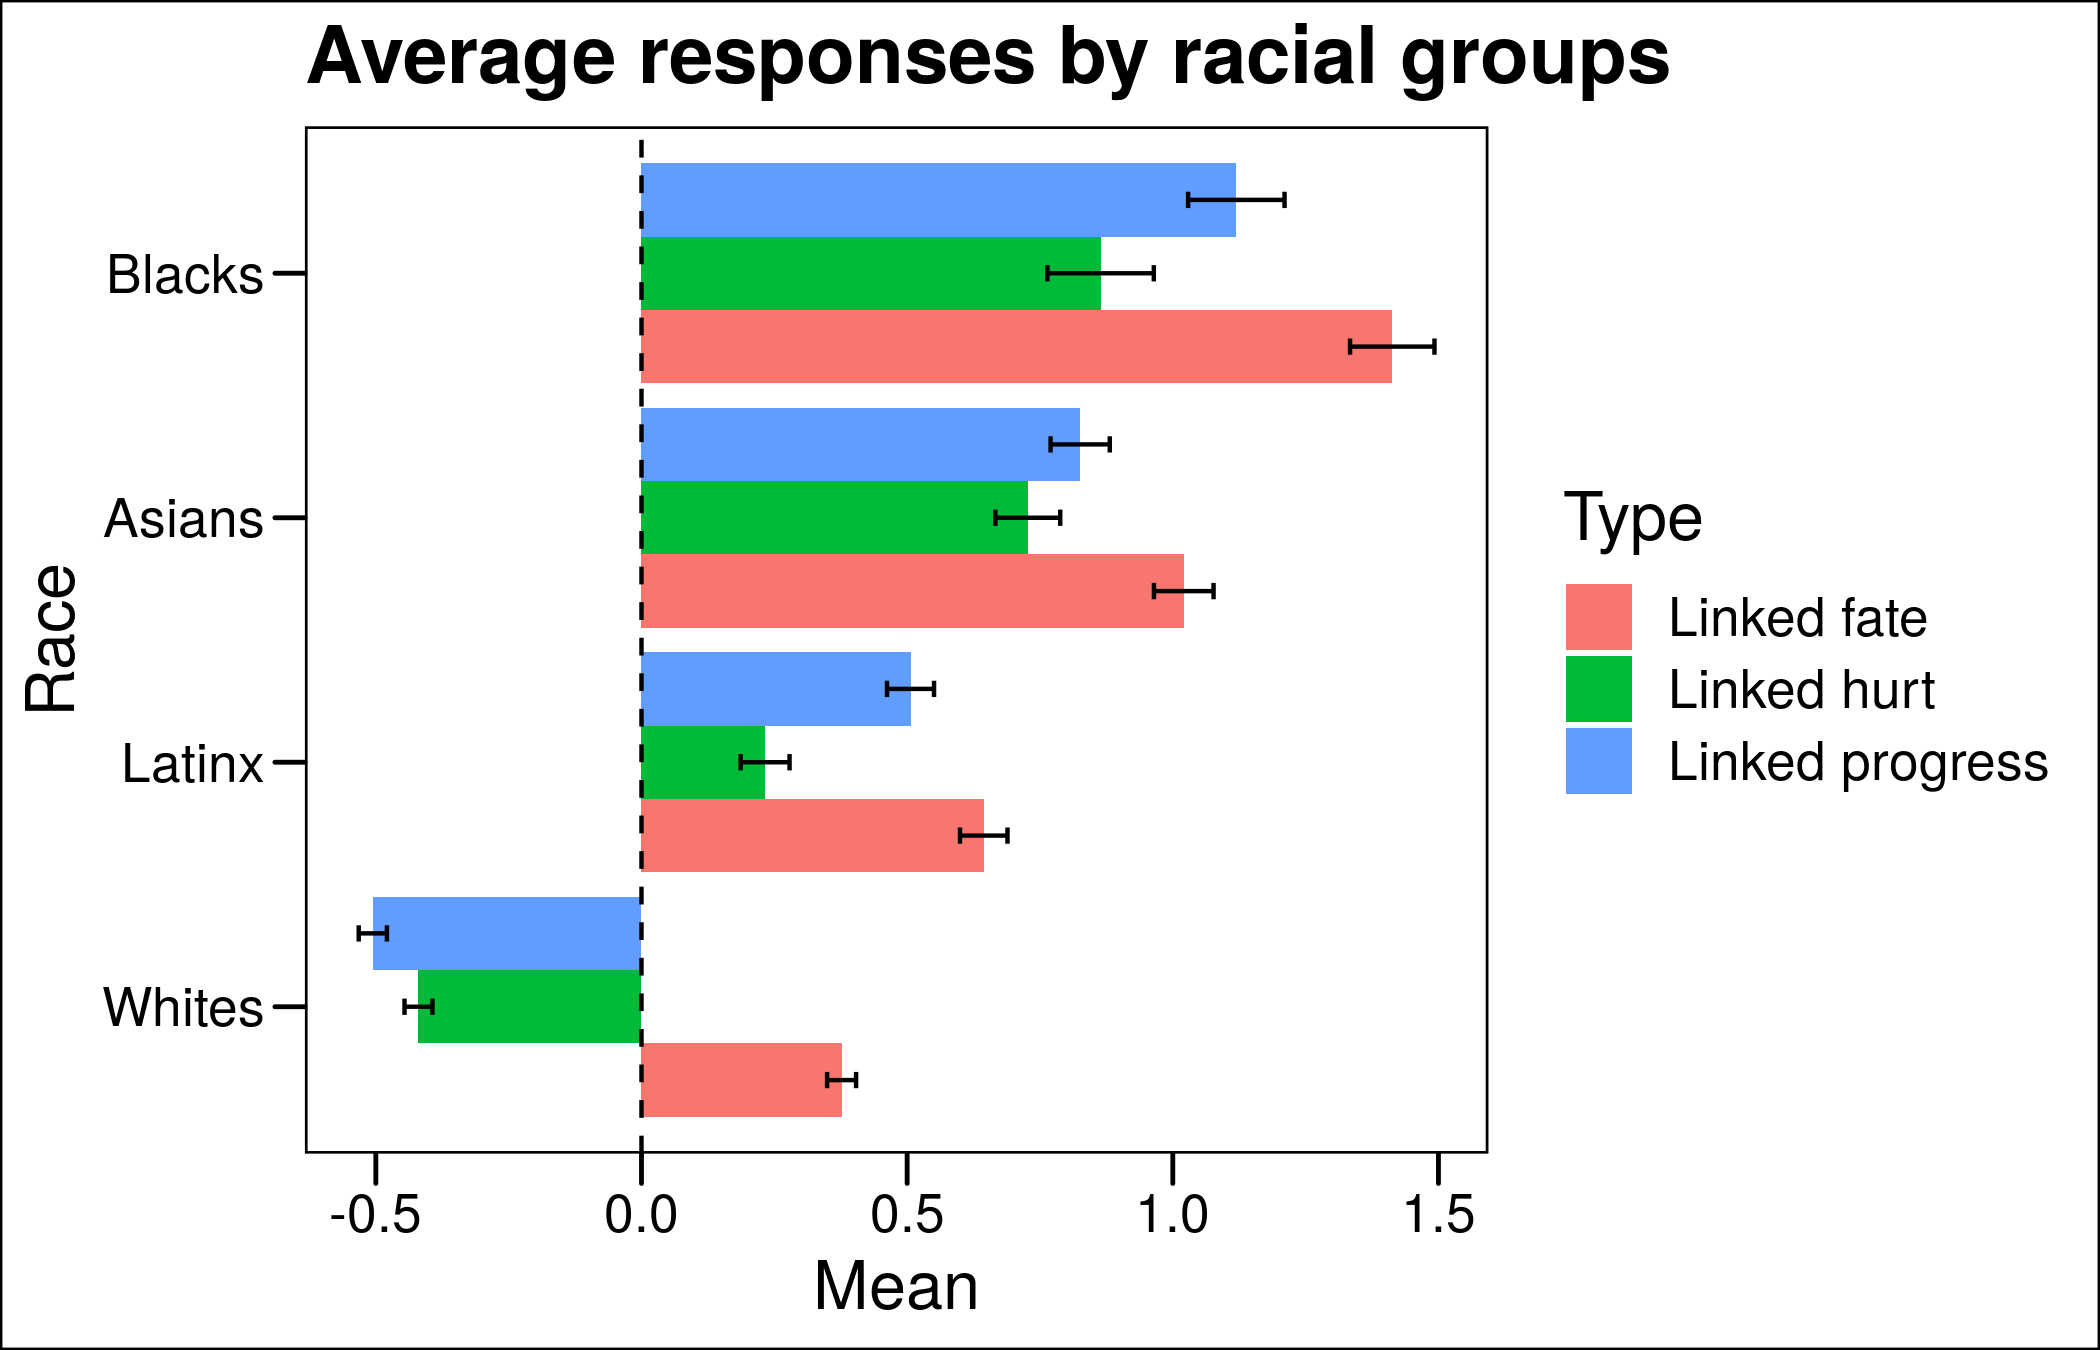 Average responses by racial groups
Race
Blacks
Asians
Latinx
Whites
-0.5 0.0 0.5 1.0 1.5
Mean
Type
Linked fate
Linked hurt
Linked progress